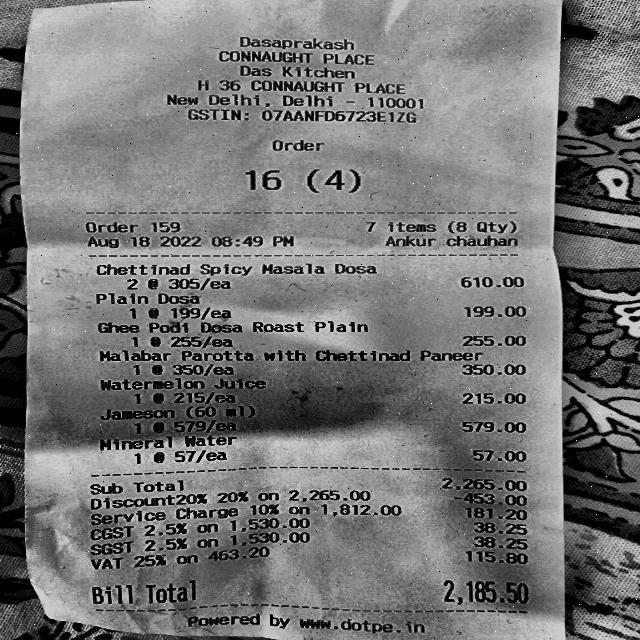 Dasaprakash
CONNAUGHT PLACE
Das Kitchen
H 36 CONNAUGHT PLACE
New Delhi, Delhi - 110001
GSTIN: 07AANFD6723E1ZG
Order
16 (4)
Order 159 7 items (8 Qty)
Aug 18 2022 08:49 PM Ankur chauhan
Chettinad Spicy Masala Dosa
2 @ 305/ea 610.00
Plain Dosa
1 @ 199/ea 199.00
Ghee Podi Dosa Roast Plain
1 @ 255/ea 255.00
Malabar Parotta with Chettinad Paneer
1 @ 350/ea 350.00
Watermelon Juice
1 @ 215/ea 215.00
Jameson (60 ml)
1 @ 579/ea 579.00
Mineral Water
1 @ 57/ea 57.00
Sub Total 2,265.00
Discount20% 20% on 2,265.00 -453.00
Service Charge 10% on 1,812.00 181.20
CGST 2.5% on 1,530.00 38.25
SGST 2.5% on 1,530.00 38.25
VAT 25% on 463.20 115.80
Bill Total 2,185.50
Powered by www.dotpe.in